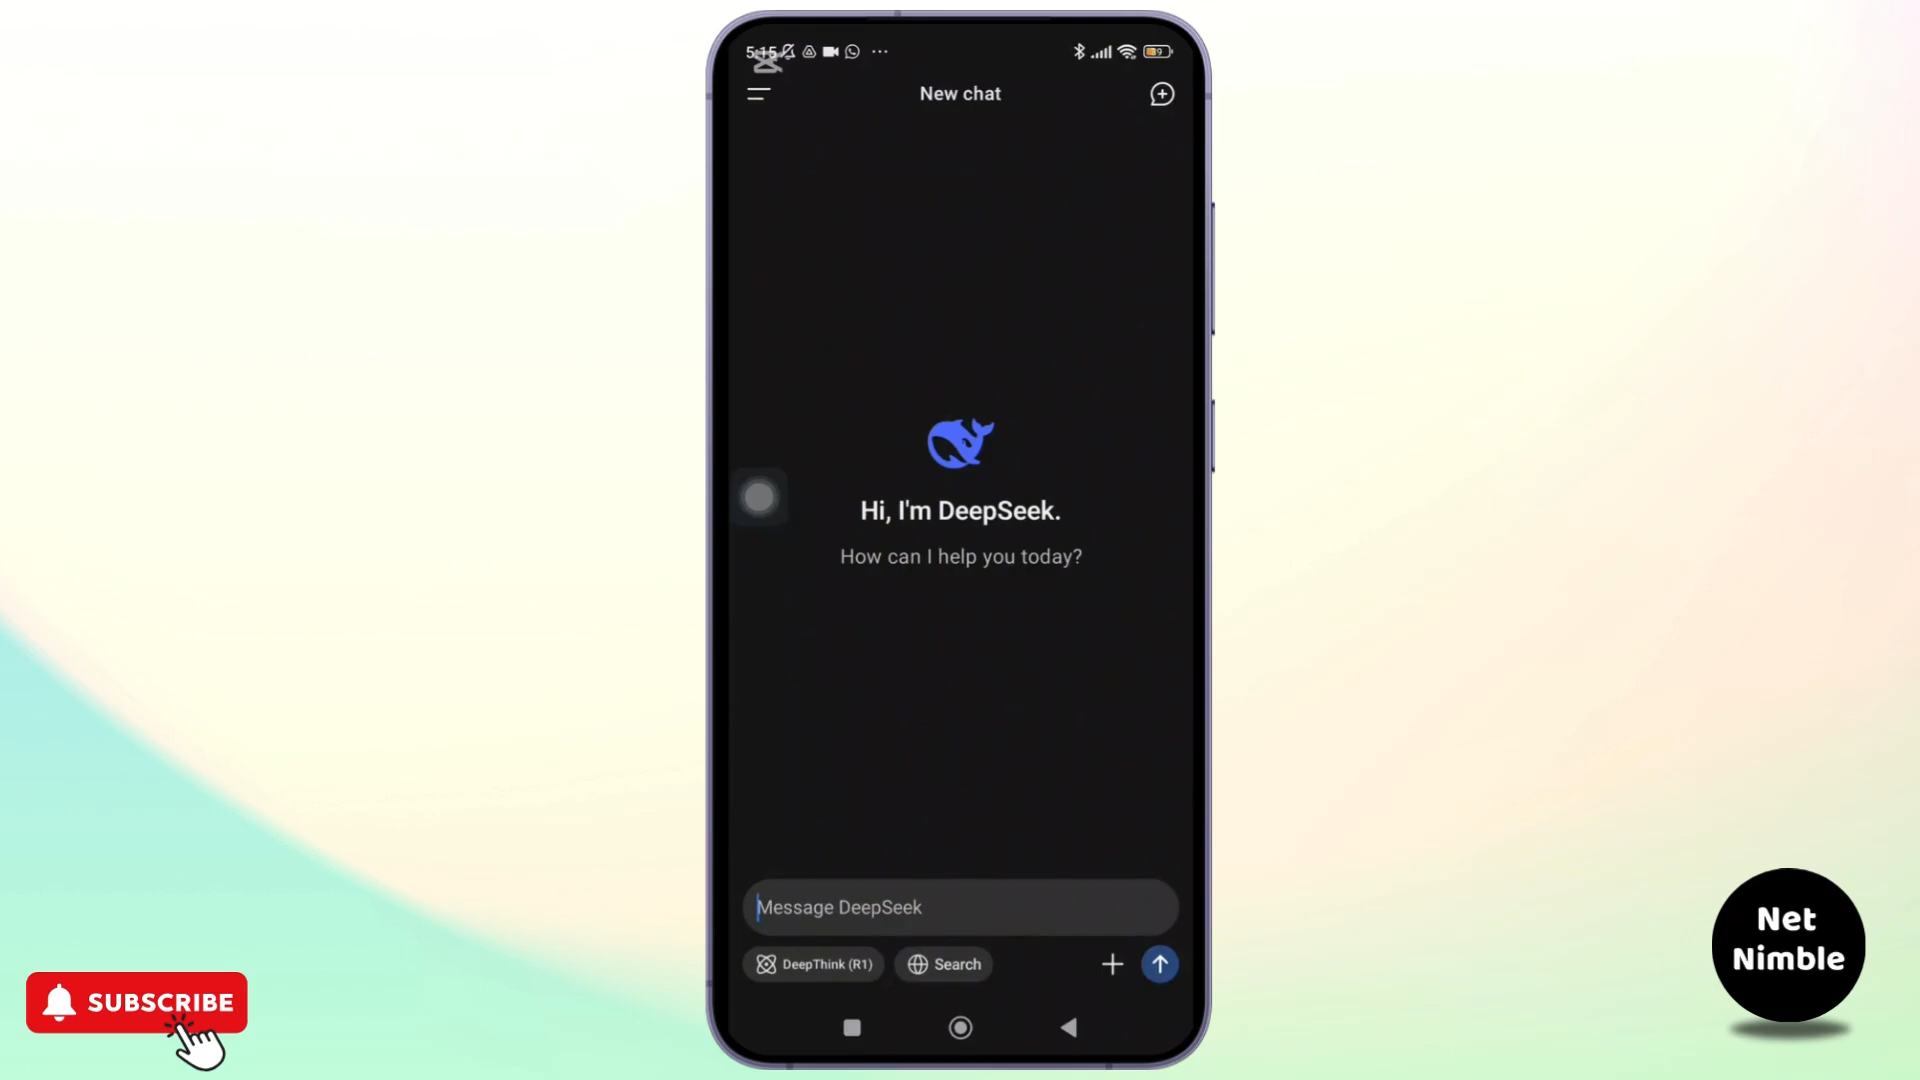 5:15
89
New chat
Hi, I'm DeepSeek.
How can I help you today?
Message DeepSeek
DeepThink (R1)
Search
SUBSCRIBE
Net
Nimble